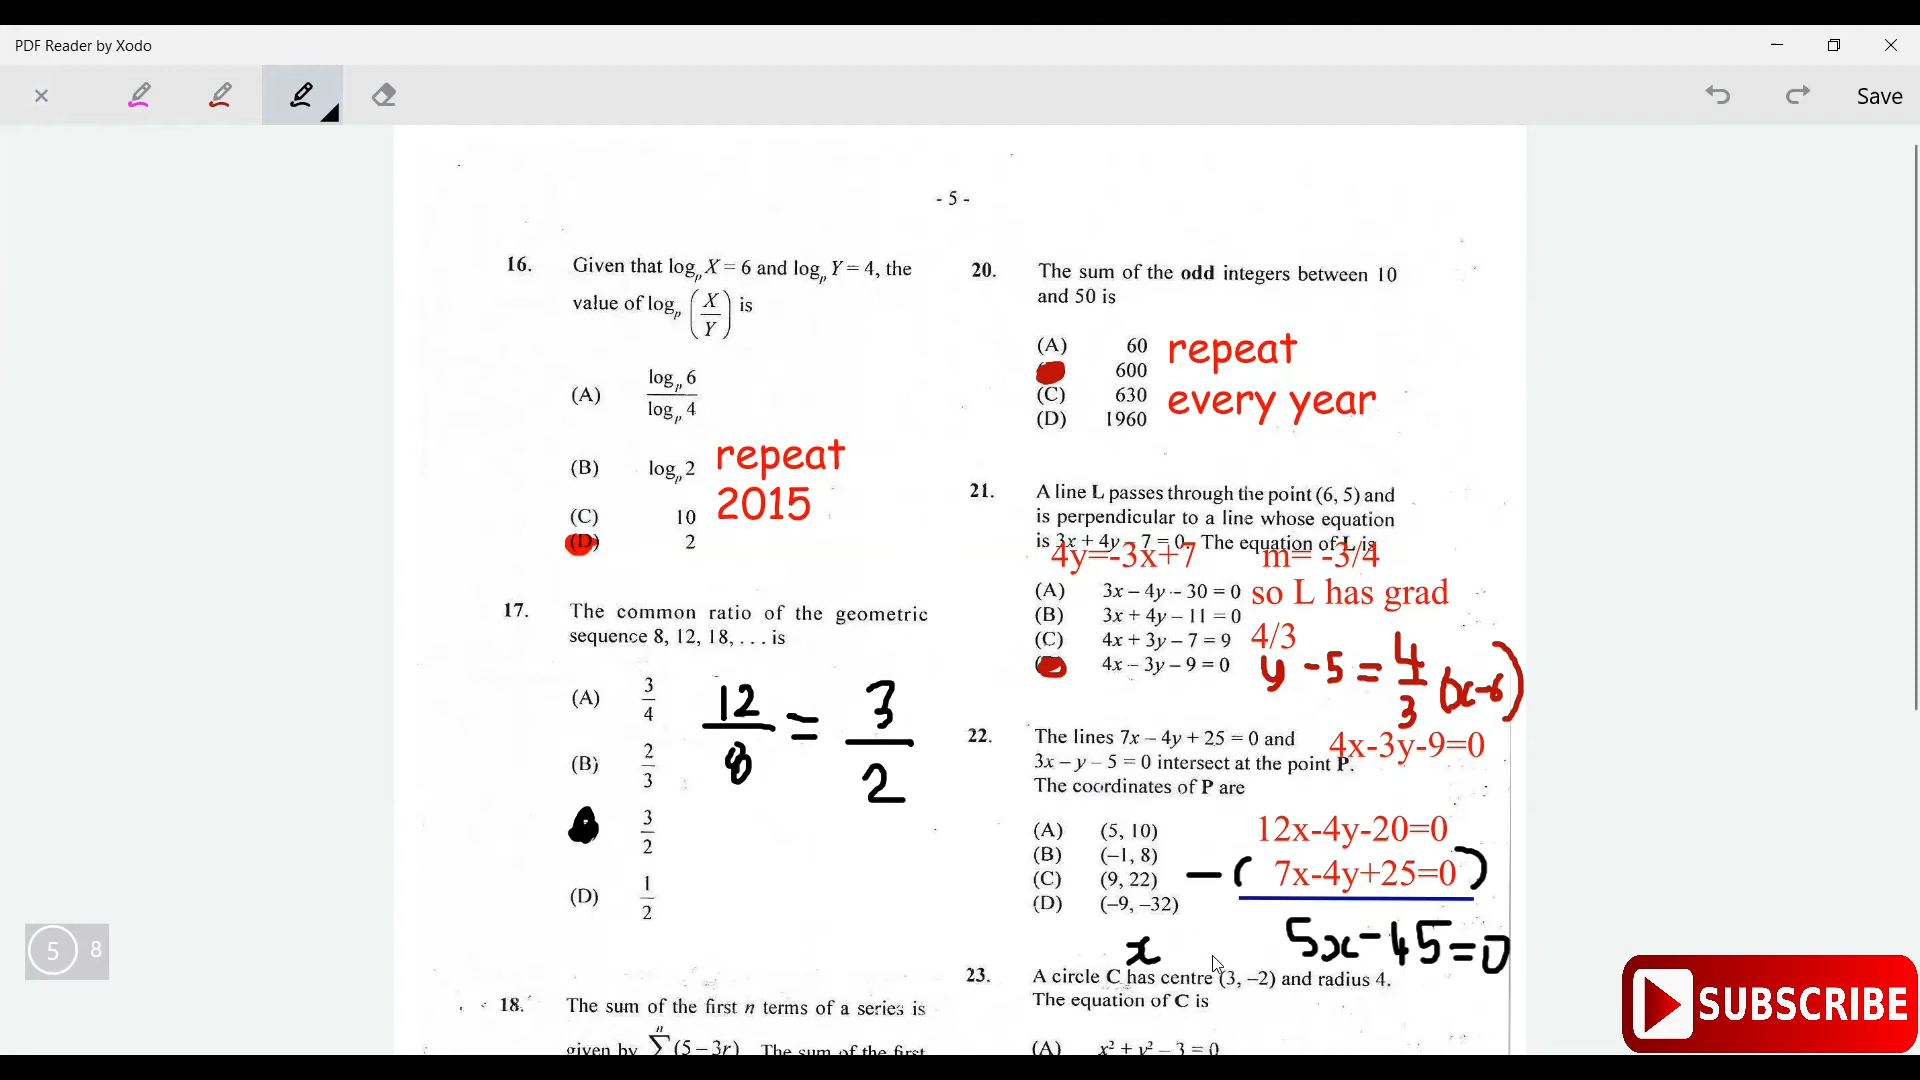 PDF Reader by Xodo
Save
- 5 -
16. Given that log_p X = 6 and log_p Y = 4, the
value of log_p (X/Y) is
(A) log_p 6 / log_p 4
(B) log_p 2
(C) 10
(D) 2
repeat
2015
17. The common ratio of the geometric
sequence 8, 12, 18, . . . is
(A) 3/4
(B) 2/3
3/2
(D) 1/2
12/8 = 3/2
18. The sum of the first n terms of a series is
given by n∑ (5 – 3r) The sum of the first
20. The sum of the odd integers between 10
and 50 is
(A) 60
600
(C) 630
(D) 1960
repeat
every year
21. A line L passes through the point (6, 5) and
is perpendicular to a line whose equation
is 3x + 4y – 7 = 0. The equation of L is
4y=-3x+7 m= -3/4
(A) 3x – 4y – 30 = 0 so L has grad
(B) 3x + 4y – 11 = 0
(C) 4x + 3y – 7 = 9 4/3
4x – 3y – 9 = 0 y - 5 = 4/3 (x-6)
22. The lines 7x – 4y + 25 = 0 and
4x-3y-9=0
3x – y – 5 = 0 intersect at the point P.
The coordinates of P are
(A) (5, 10) 12x-4y-20=0
(B) (–1, 8)
(C) (9, 22) - ( 7x-4y+25=0 )
(D) (–9, –32)
x 5x-45=0
23. A circle C has centre (3, –2) and radius 4.
The equation of C is
(A) x² + y² – 3 = 0
5 8
SUBSCRIBE